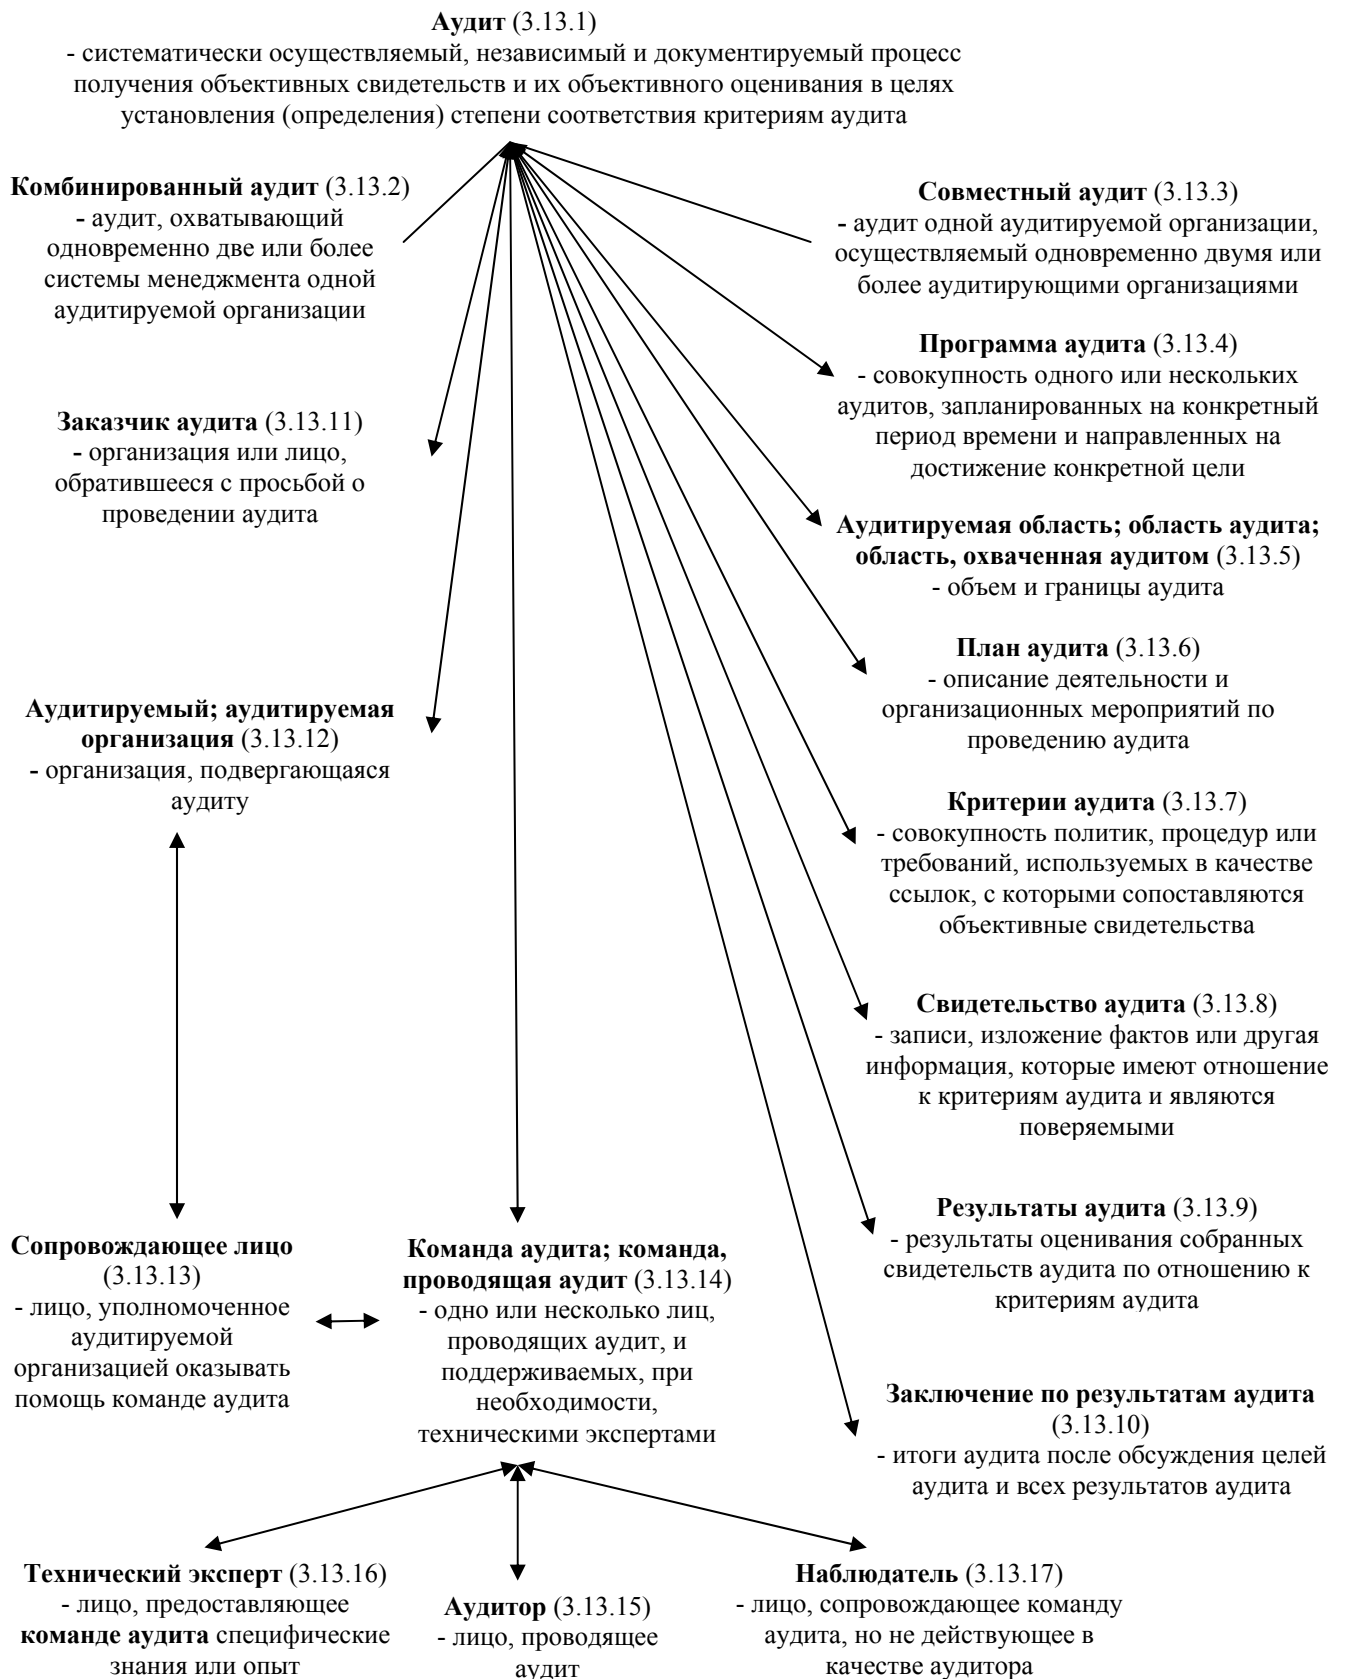 Аудит (3.13.1)
- систематически осуществляемый, независимый и документируемый процесс
получения объективных свидетельств и их объективного оценивания в целях
установления (определения) степени соответствия критериям аудита
Комбинированный аудит (3.13.2)
- аудит, охватывающий
одновременно две или более
системы менеджмента одной
аудитируемой организации
Совместный аудит (3.13.3)
- аудит одной аудитируемой организации,
осуществляемый одновременно двумя или
более аудитирующими организациями
Программа аудита (3.13.4)
- совокупность одного или нескольких
аудитов, запланированных на конкретный
период времени и направленных на
достижение конкретной цели
Заказчик аудита (3.13.11)
- организация или лицо,
обратившееся с просьбой о
проведении аудита
Аудитируемая область; область аудита;
область, охваченная аудитом (3.13.5)
- объем и границы аудита
План аудита (3.13.6)
- описание деятельности и
организационных мероприятий по
проведению аудита
Аудитируемый; аудитируемая
организация (3.13.12)
- организация, подвергающаяся
аудиту
Критерии аудита (3.13.7)
- совокупность политик, процедур или
требований, используемых в качестве
ссылок, с которыми сопоставляются
объективные свидетельства
Свидетельство аудита (3.13.8)
- записи, изложение фактов или другая
информация, которые имеют отношение
к критериям аудита и являются
поверяемыми
Результаты аудита (3.13.9)
- результаты оценивания собранных
свидетельств аудита по отношению к
критериям аудита
Сопровождающее лицо
(3.13.13)
- лицо, уполномоченное
аудитируемой
организацией оказывать
помощь команде аудита
Команда аудита; команда,
проводящая аудит (3.13.14)
- одно или несколько лиц,
проводящих аудит, и
поддерживаемых, при
необходимости,
техническими экспертами
Заключение по результатам аудита
(3.13.10)
- итоги аудита после обсуждения целей
аудита и всех результатов аудита
Технический эксперт (3.13.16)
- лицо, предоставляющее
команде аудита специфические
знания или опыт
Аудитор (3.13.15)
- лицо, проводящее
аудит
Наблюдатель (3.13.17)
- лицо, сопровождающее команду
аудита, но не действующее в
качестве аудитора